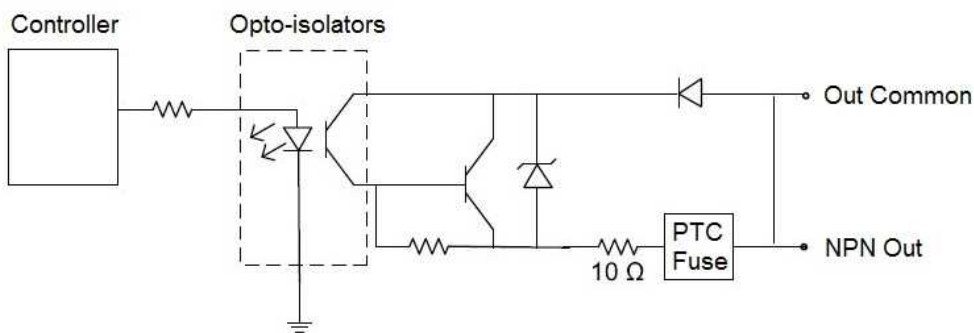 Controller
Opto-isolators
Out Common
PTC
Fuse
NPN Out
10 Ω